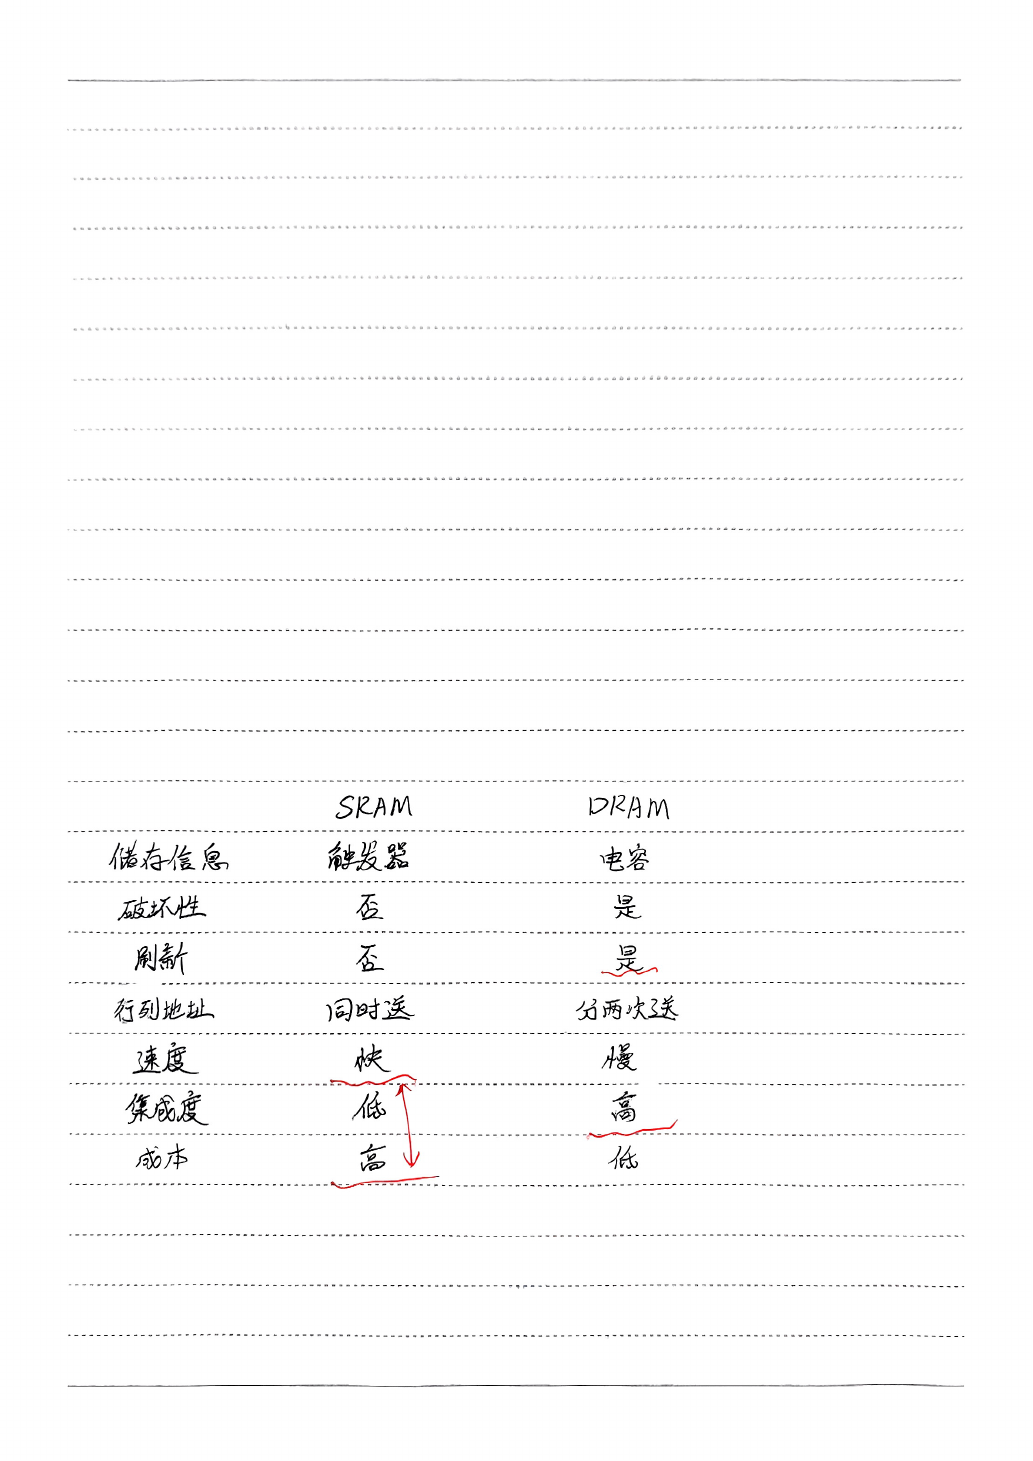 SRAM DRAM
储存信息 触发器 电容
破坏性 否 是
刷新 否 是
行列地址 同时送 分两次送
速度 快 慢
集成度 低 高
成本 高 低